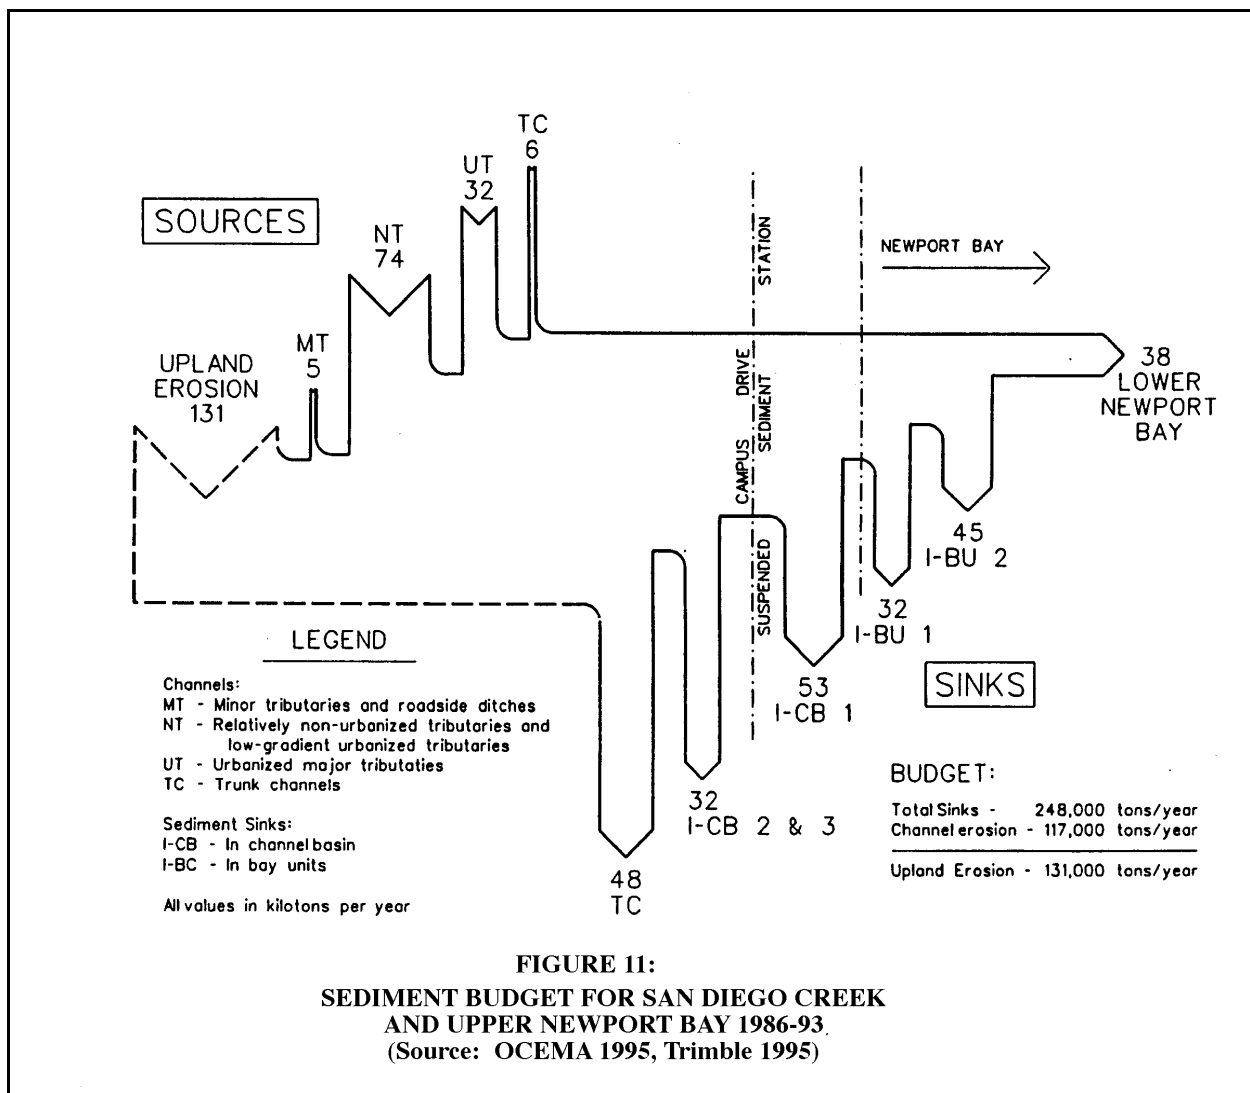 SOURCES
UPLAND
EROSION
131
MT
5
NT
74
UT
32
TC
6
CAMPUS DRIVE
SUSPENDED SEDIMENT STATION
NEWPORT BAY
38
LOWER
NEWPORT
BAY
45
I-BU 2
32
I-BU 1
53
I-CB 1
32
I-CB 2 & 3
48
TC
SINKS
LEGEND
Channels:
MT - Minor tributaries and roadside ditches
NT - Relatively non-urbanized tributaries and
low-gradient urbanized tributaries
UT - Urbanized major tributaties
TC - Trunk channels
Sediment Sinks:
I-CB - In channel basin
I-BC - In bay units
All values in kilotons per year
BUDGET:
Total Sinks - 248,000 tons/year
Channel erosion - 117,000 tons/year
Upland Erosion - 131,000 tons/year
FIGURE 11:
SEDIMENT BUDGET FOR SAN DIEGO CREEK
AND UPPER NEWPORT BAY 1986-93
(Source: OCEMA 1995, Trimble 1995)